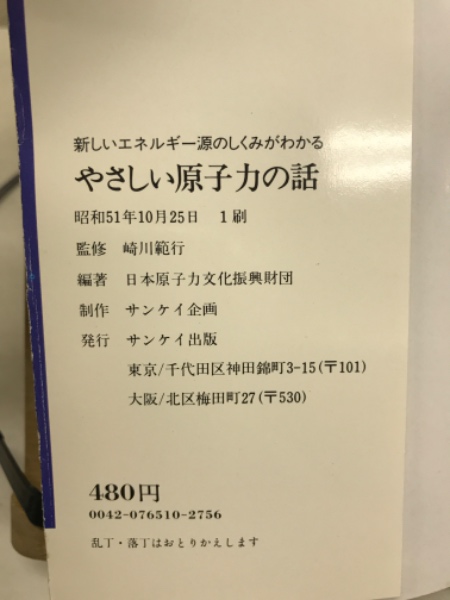 新しいエネルギー源のしくみがわかる
やさしい原子力の話
昭和51年10月25日　1刷
監修　崎川範行
編著　日本原子力文化振興財団
制作　サンケイ企画
発行　サンケイ出版
東京/千代田区神田錦町3-15(〒101)
大阪/北区梅田町27(〒530)
480円
0042-076510-2756
乱丁・落丁はおとりかえします